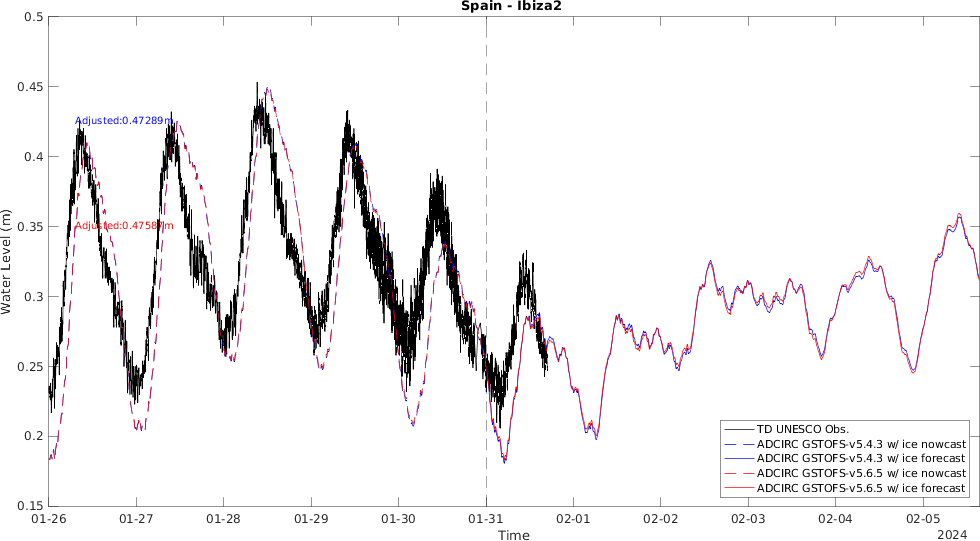 Spain - Ibiza2
0.5
0.45
0.4
0.35
0.3
0.25
0.2
0.15
Water Level (m)
Adjusted:0.47289m
Adjusted:0.47587m
TD UNESCO Obs.
ADCIRC GSTOFS-v5.4.3 w/ ice nowcast
ADCIRC GSTOFS-v5.4.3 w/ ice forecast
ADCIRC GSTOFS-v5.6.5 w/ ice nowcast
ADCIRC GSTOFS-v5.6.5 w/ ice forecast
01-26 01-27 01-28 01-29 01-30 01-31 02-01 02-02 02-03 02-04 02-05
Time
2024